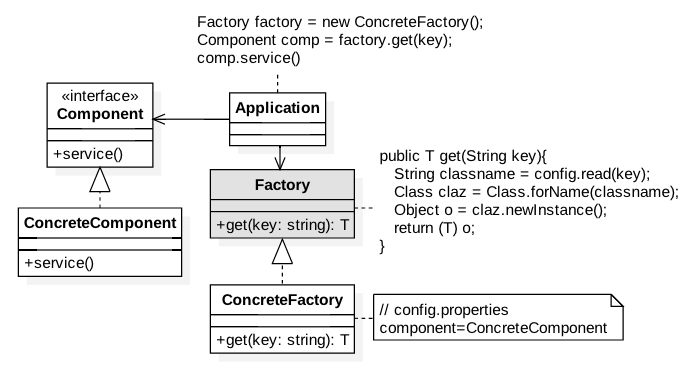 Factory factory = new ConcreteFactory();
Component comp = factory.get(key);
comp.service()
«interface»
Component
+service()
Application
ConcreteComponent
+service()
Factory
+get(key: string): T
public T get(String key){
String classname = config.read(key);
Class claz = Class.forName(classname);
Object o = claz.newInstance();
return (T) o;
}
ConcreteFactory
+get(key: string): T
// config.properties
component=ConcreteComponent